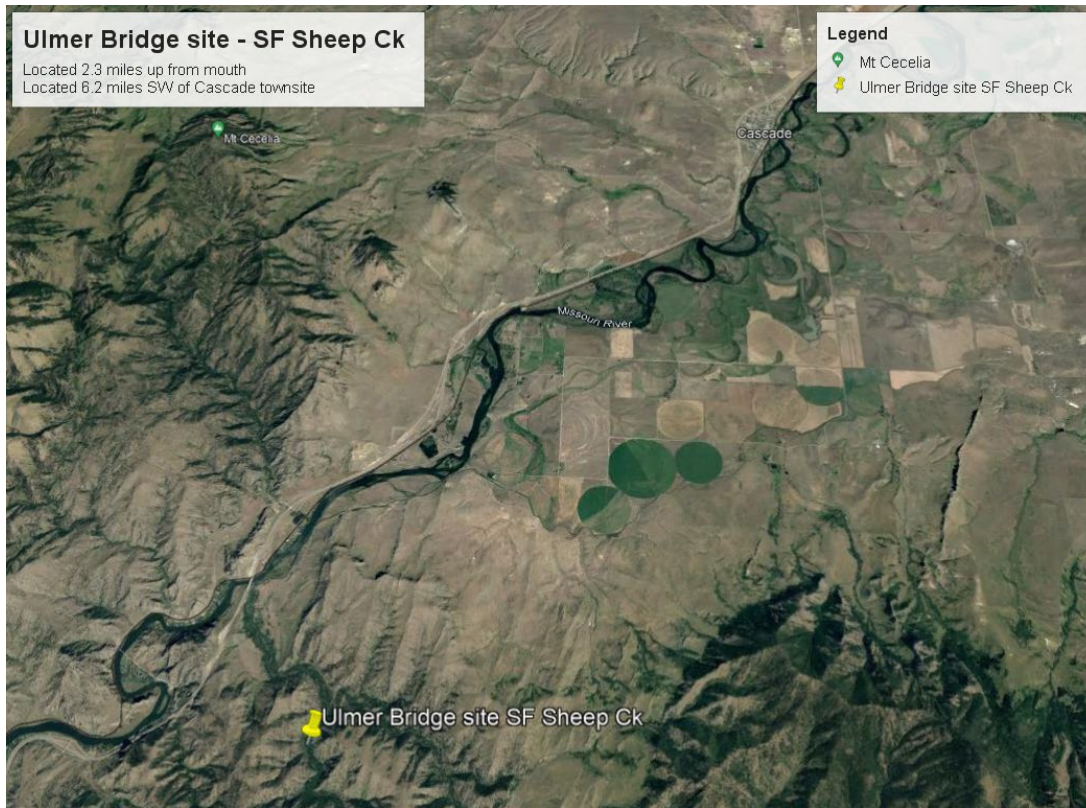 Ulmer Bridge site - SF Sheep Ck
Located 2.3 miles up from mouth
Located 6.2 miles SW of Cascade townsite
Legend
Mt Cecelia
Ulmer Bridge site SF Sheep Ck
Mt Cecelia
Cascade
Missouri River
Ulmer Bridge site SF Sheep Ck